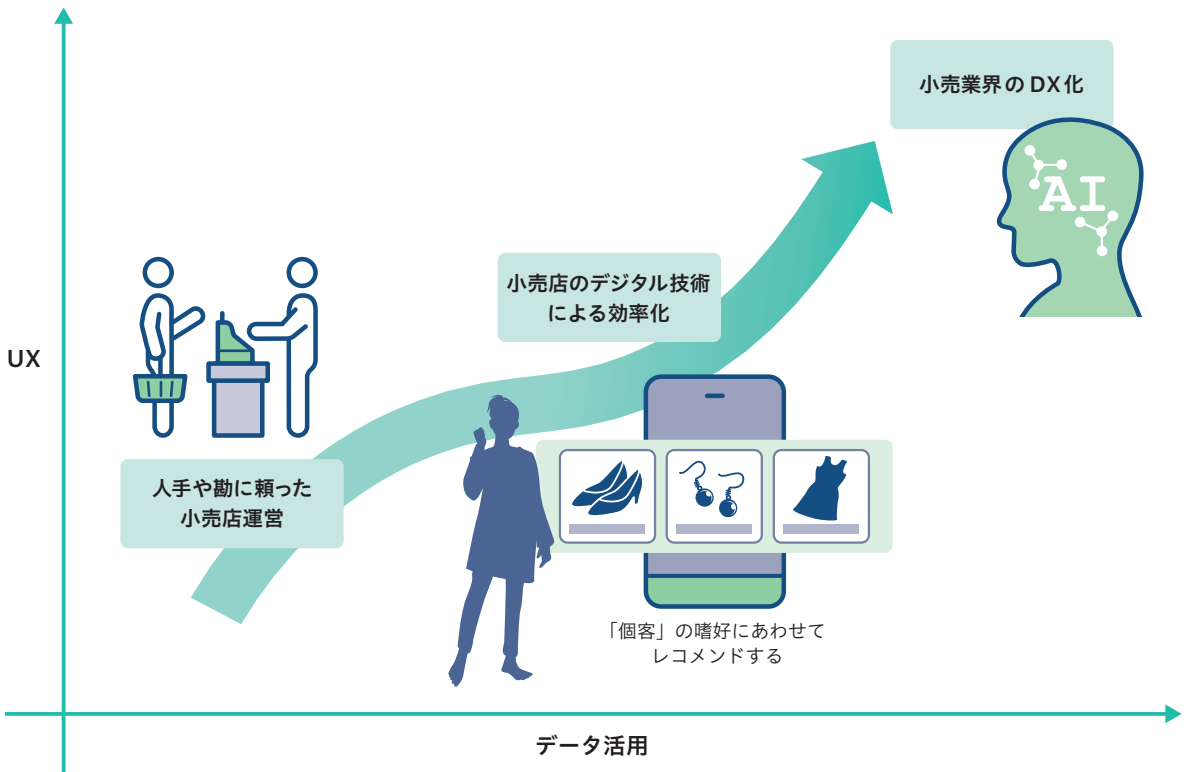 小売業界のDX化
AI
小売店のデジタル技術
による効率化
UX
人手や勘に頼った
小売店運営
「個客」の嗜好にあわせて
レコメンドする
データ活用